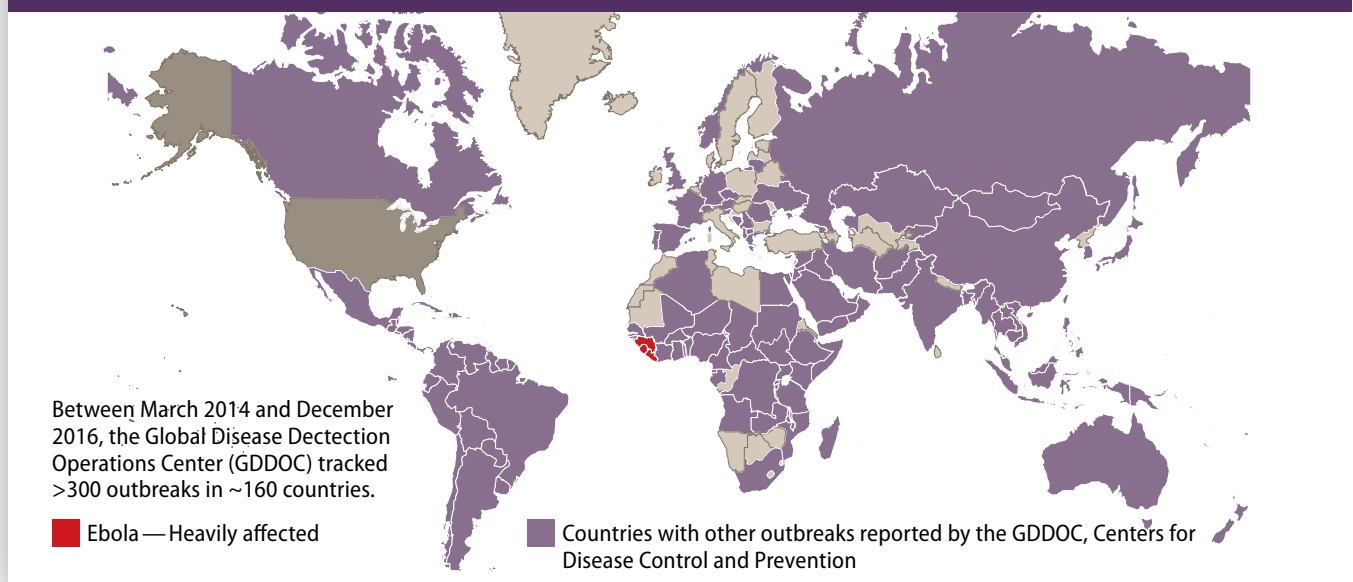 Between March 2014 and December
2016, the Global Disease Dectection
Operations Center (GDDOC) tracked
>300 outbreaks in ~160 countries.
Ebola — Heavily affected
Countries with other outbreaks reported by the GDDOC, Centers for
Disease Control and Prevention